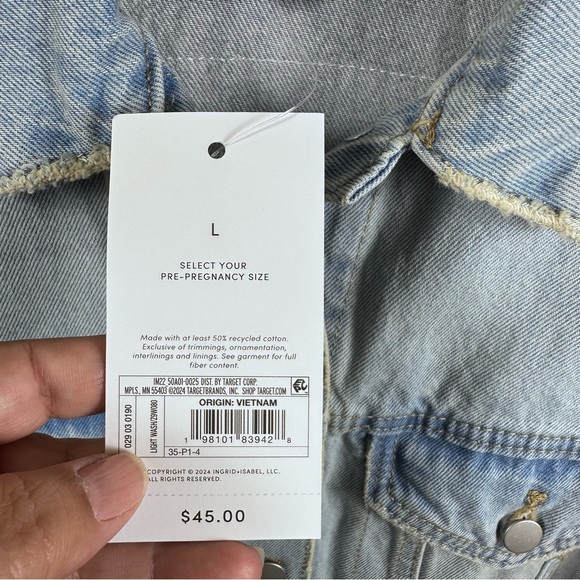 L
SELECT YOUR
PRE-PREGNANCY SIZE
Made with at least 50% recycled cotton.
Exclusive of trimmings, ornamentation,
interlinings and linings. See garment for full
fiber content.
IM22 50A01-0025 DIST. BY TARGET CORP.
MPLS, MN 55403 ©2024 TARGETBRANDS, INC. SHOP TARGET.COM
029 03 0190
LIGHT WASH/Z9W080
ORIGIN: VIETNAM
1 98101 83942 8
35-P1-4
COPYRIGHT © 2024 INGRID+ISABEL, LLC.
ALL RIGHTS RESERVED.
$45.00